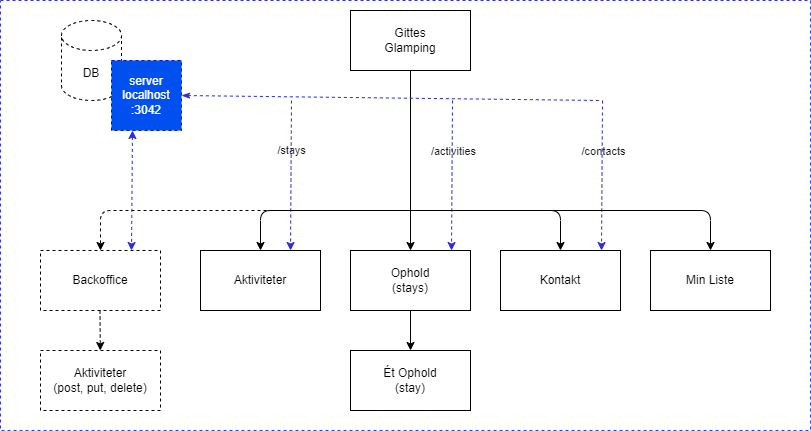 Gittes
Glamping
DB
server
localhost
:3042
/stays
/activities
/contacts
Backoffice
Aktiviteter
Ophold
(stays)
Kontakt
Min Liste
Aktiviteter
(post, put, delete)
Ét Ophold
(stay)